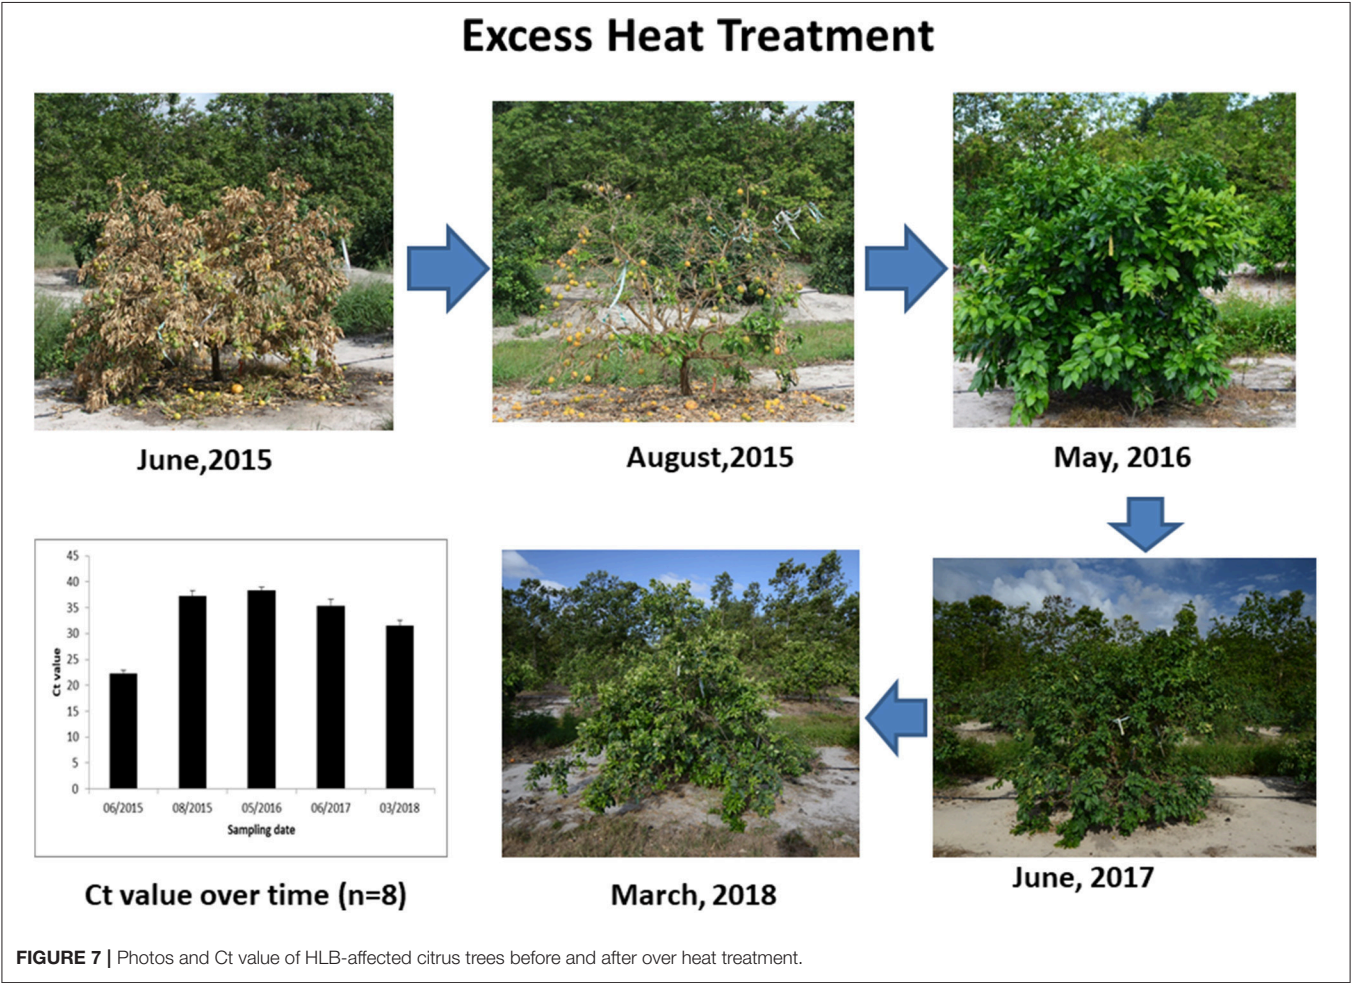 Excess Heat Treatment
June,2015
August,2015
May, 2016
45
40
35
30
25
20
15
10
5
0
Ct value
06/2015
08/2015
05/2016
06/2017
03/2018
Sampling date
Ct value over time (n=8)
March, 2018
June, 2017
FIGURE 7 | Photos and Ct value of HLB-affected citrus trees before and after over heat treatment.